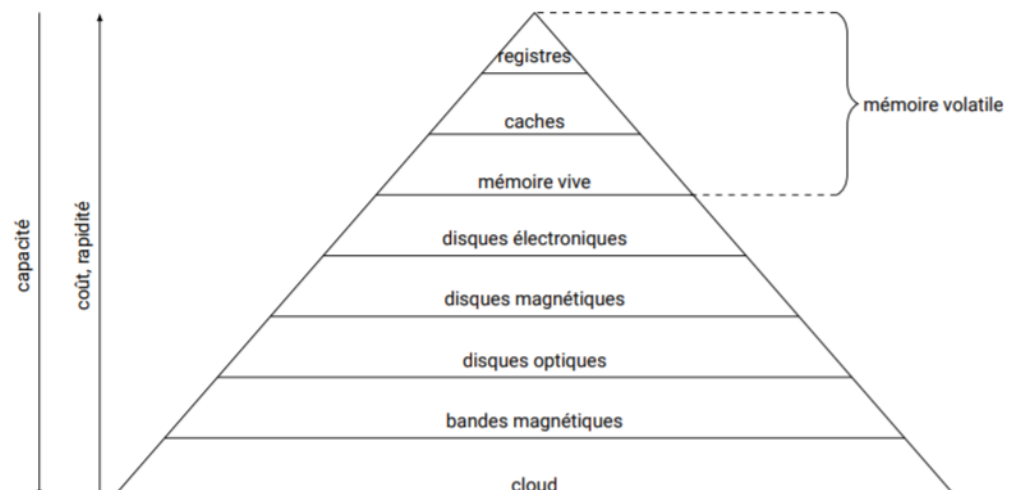 registres
caches
mémoire vive
disques électroniques
disques magnétiques
disques optiques
bandes magnétiques
cloud
mémoire volatile
capacité
coût, rapidité